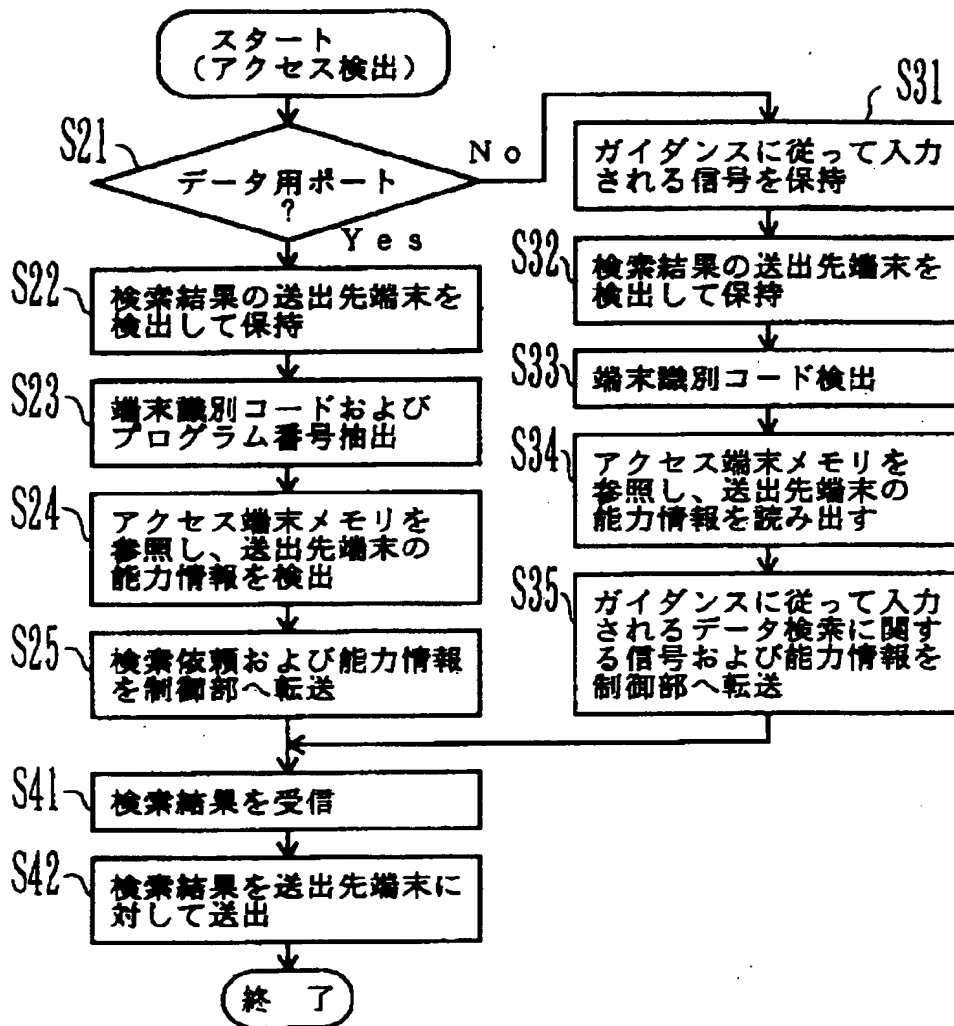 スタート
(アクセス検出)
S21
データ用ポート
?
No
Yes
S22
検索結果の送出先端末を
検出して保持
S23
端末識別コードおよび
プログラム番号抽出
S24
アクセス端末メモリを
参照し、送出先端末の
能力情報を検出
S25
検索依頼および能力情報
を制御部へ転送
S31
ガイダンスに従って入力
される信号を保持
S32
検索結果の送出先端末を
検出して保持
S33
端末識別コード検出
S34
アクセス端末メモリを
参照し、送出先端末の
能力情報を読み出す
S35
ガイダンスに従って入力
されるデータ検索に関す
る信号および能力情報を
制御部へ転送
S41
検索結果を受信
S42
検索結果を送出先端末に
対して送出
終 了